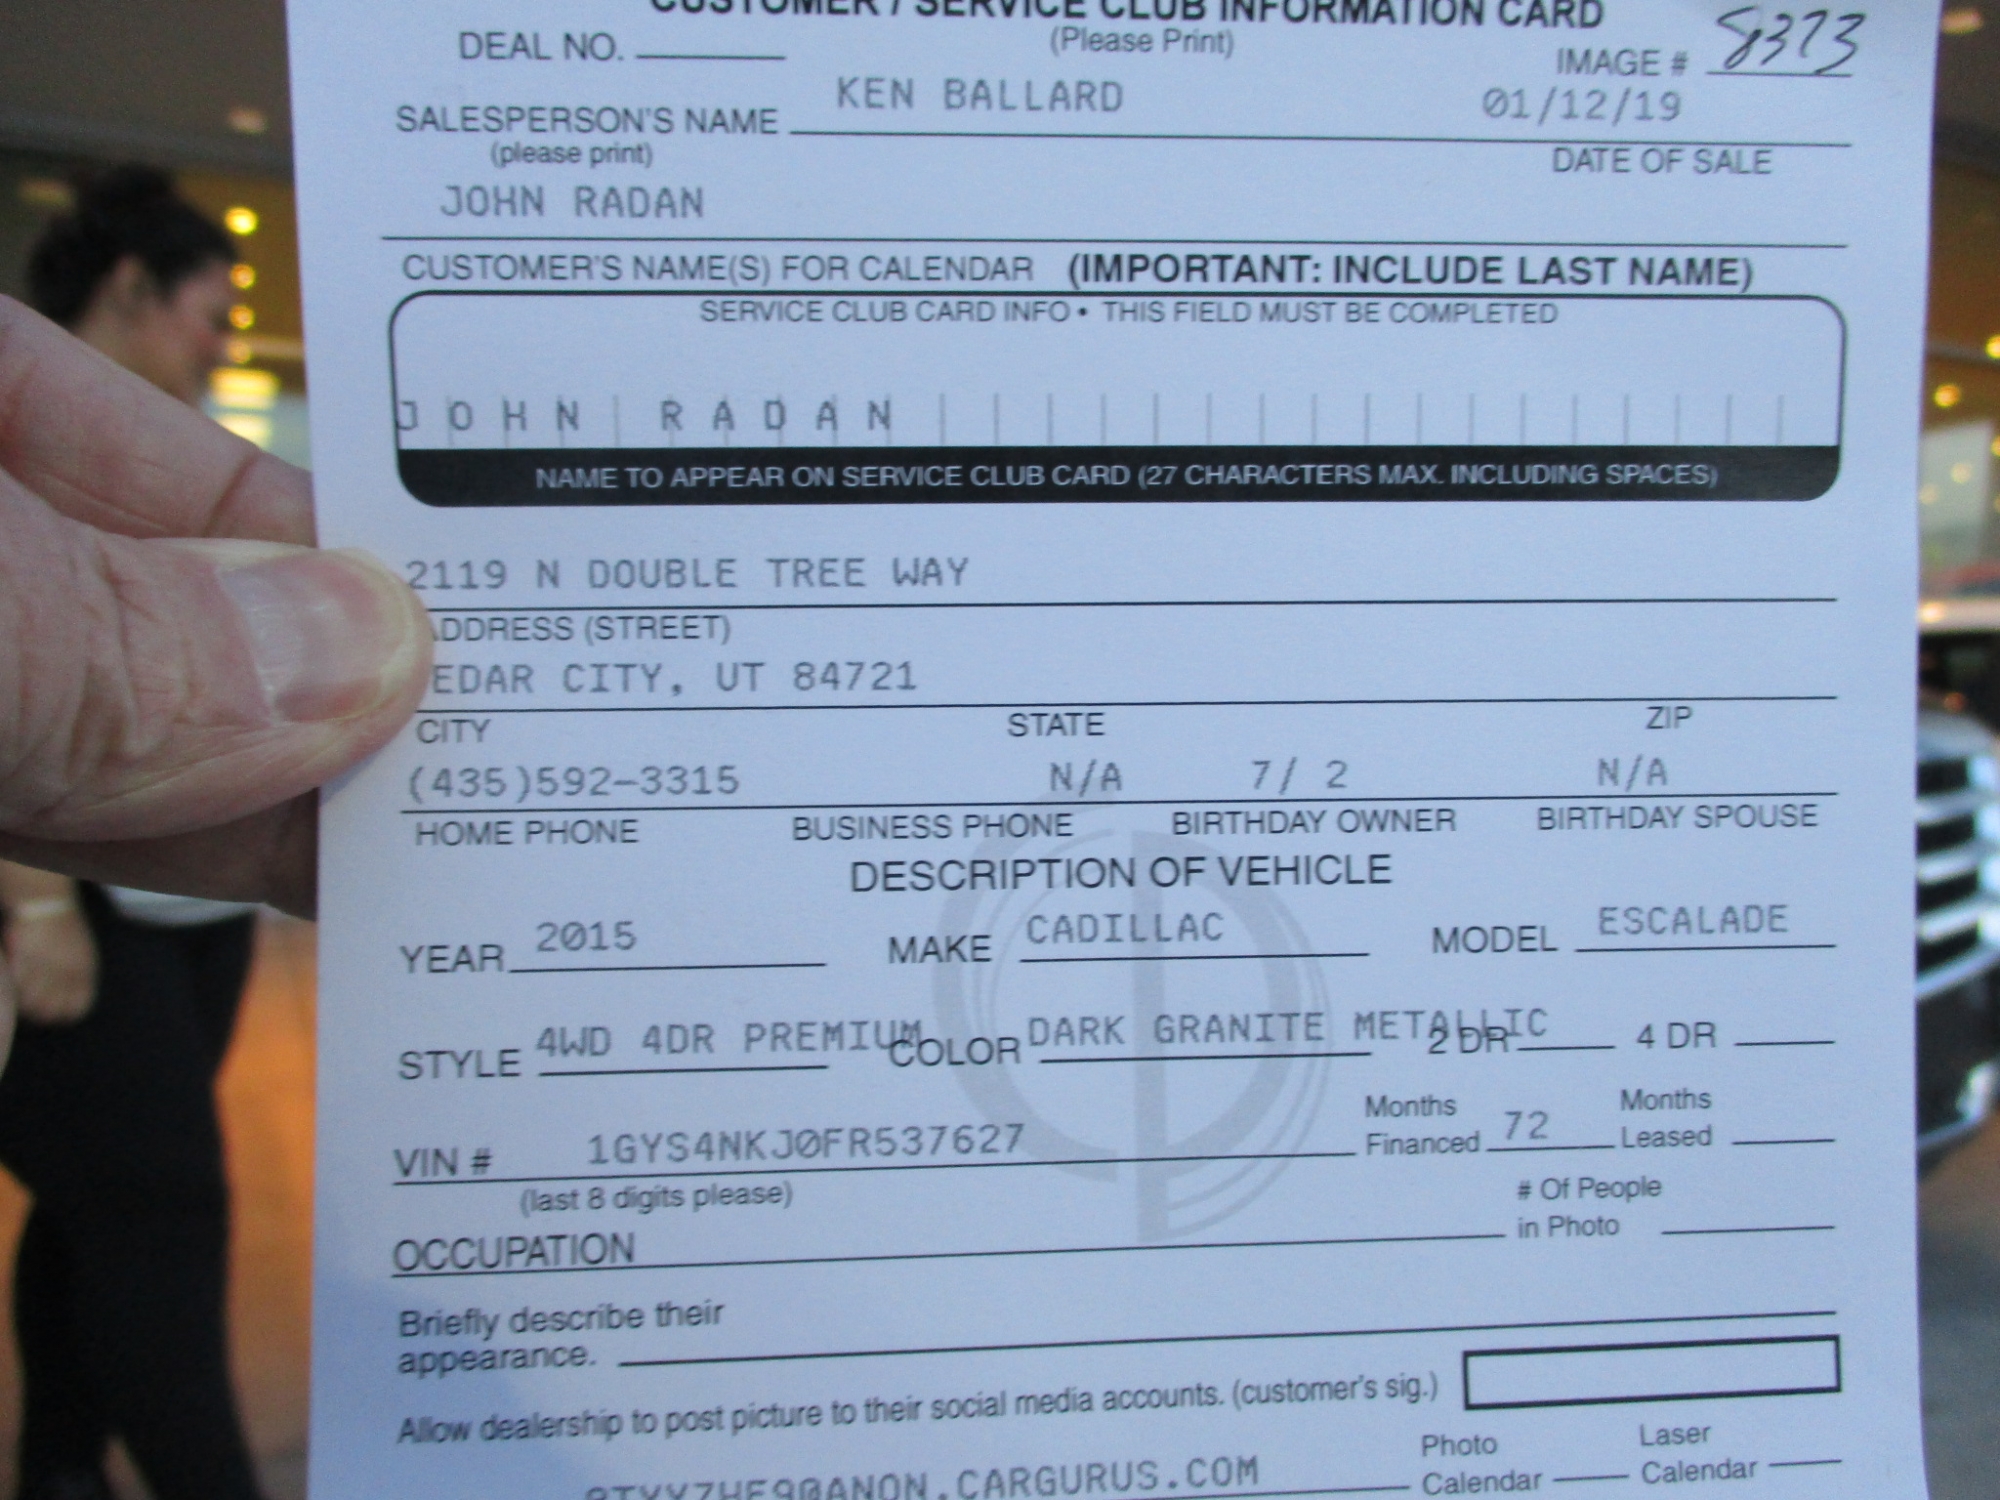 CUSTOMER / SERVICE CLUB INFORMATION CARD
DEAL NO. (Please Print) IMAGE # 8373
SALESPERSON'S NAME KEN BALLARD 01/12/19
(please print) DATE OF SALE
JOHN RADAN
CUSTOMER'S NAME(S) FOR CALENDAR (IMPORTANT: INCLUDE LAST NAME)
SERVICE CLUB CARD INFO • THIS FIELD MUST BE COMPLETED
JOHN RADAN
NAME TO APPEAR ON SERVICE CLUB CARD (27 CHARACTERS MAX. INCLUDING SPACES)
2119 N DOUBLE TREE WAY
ADDRESS (STREET)
EDAR CITY, UT 84721
CITY STATE ZIP
(435)592-3315 N/A 7/ 2 N/A
HOME PHONE BUSINESS PHONE BIRTHDAY OWNER BIRTHDAY SPOUSE
DESCRIPTION OF VEHICLE
YEAR 2015 MAKE CADILLAC MODEL ESCALADE
STYLE 4WD 4DR PREMIUM COLOR DARK GRANITE METALLIC 2 DR 4 DR
VIN # 1GYS4NKJ0FR537627 Months Financed 72 Months Leased
(last 8 digits please) # Of People in Photo
OCCUPATION
Briefly describe their
appearance.
Allow dealership to post picture to their social media accounts. (customer's sig.)
Photo Calendar Laser Calendar
.CARGURUS.COM